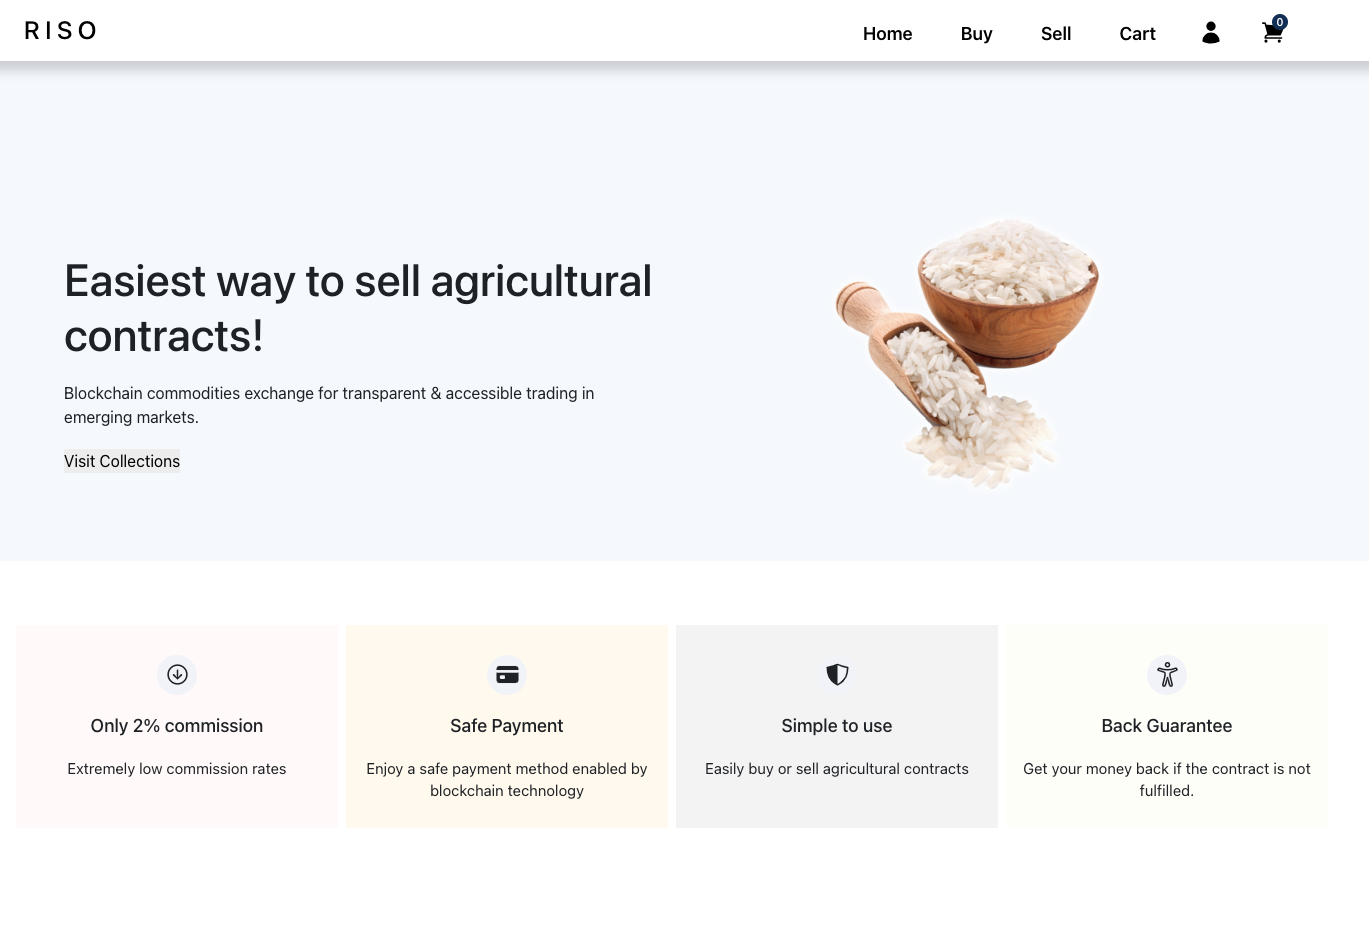 RISO
Home
Buy
Sell
Cart
0
Easiest way to sell agricultural
contracts!
Blockchain commodities exchange for transparent & accessible trading in
emerging markets.
Visit Collections
Only 2% commission
Extremely low commission rates
Safe Payment
Enjoy a safe payment method enabled by
blockchain technology
Simple to use
Easily buy or sell agricultural contracts
Back Guarantee
Get your money back if the contract is not
fulfilled.